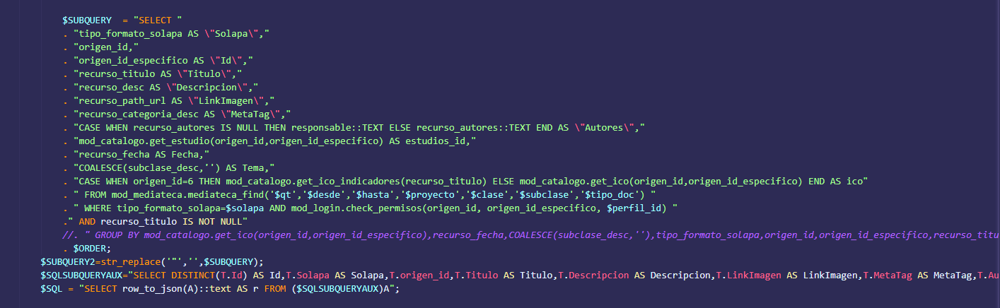 $SUBQUERY  = "SELECT "
. "tipo_formato_solapa AS \"Solapa\","
. "origen_id,"
. "origen_id_especifico AS \"Id\","
. "recurso_titulo AS \"Titulo\","
. "recurso_desc AS \"Descripcion\","
. "recurso_path_url AS \"LinkImagen\","
. "recurso_categoria_desc AS \"MetaTag\","
. "CASE WHEN recurso_autores IS NULL THEN responsable::TEXT ELSE recurso_autores::TEXT END AS \"Autores\","
. "mod_catalogo.get_estudio(origen_id,origen_id_especifico) AS estudios_id,"
. "recurso_fecha AS Fecha,"
. "COALESCE(subclase_desc,'') AS Tema,"
. "CASE WHEN origen_id=6 THEN mod_catalogo.get_ico_indicadores(recurso_titulo) ELSE mod_catalogo.get_ico(origen_id,origen_id_especifico) END AS ico"
. " FROM mod_mediateca.mediateca_find('$qt','$desde','$hasta','$proyecto','$clase','$subclase','$tipo_doc') "
. " WHERE tipo_formato_solapa=$solapa AND mod_login.check_permisos(origen_id, origen_id_especifico, $perfil_id) "
." AND recurso_titulo IS NOT NULL"
//. " GROUP BY mod_catalogo.get_ico(origen_id,origen_id_especifico),recurso_fecha,COALESCE(subclase_desc,''),tipo_formato_solapa,origen_id,origen_id_especifico,recurso_titu
. $ORDER;
$SUBQUERY2=str_replace('"','',$SUBQUERY);
$SQLSUBQUERYAUX="SELECT DISTINCT(T.Id) AS Id,T.Solapa AS Solapa,T.origen_id,T.Titulo AS Titulo,T.Descripcion AS Descripcion,T.LinkImagen AS LinkImagen,T.MetaTag AS MetaTag,T.Au
$SQL = "SELECT row_to_json(A)::text AS r FROM ($SQLSUBQUERYAUX)A";